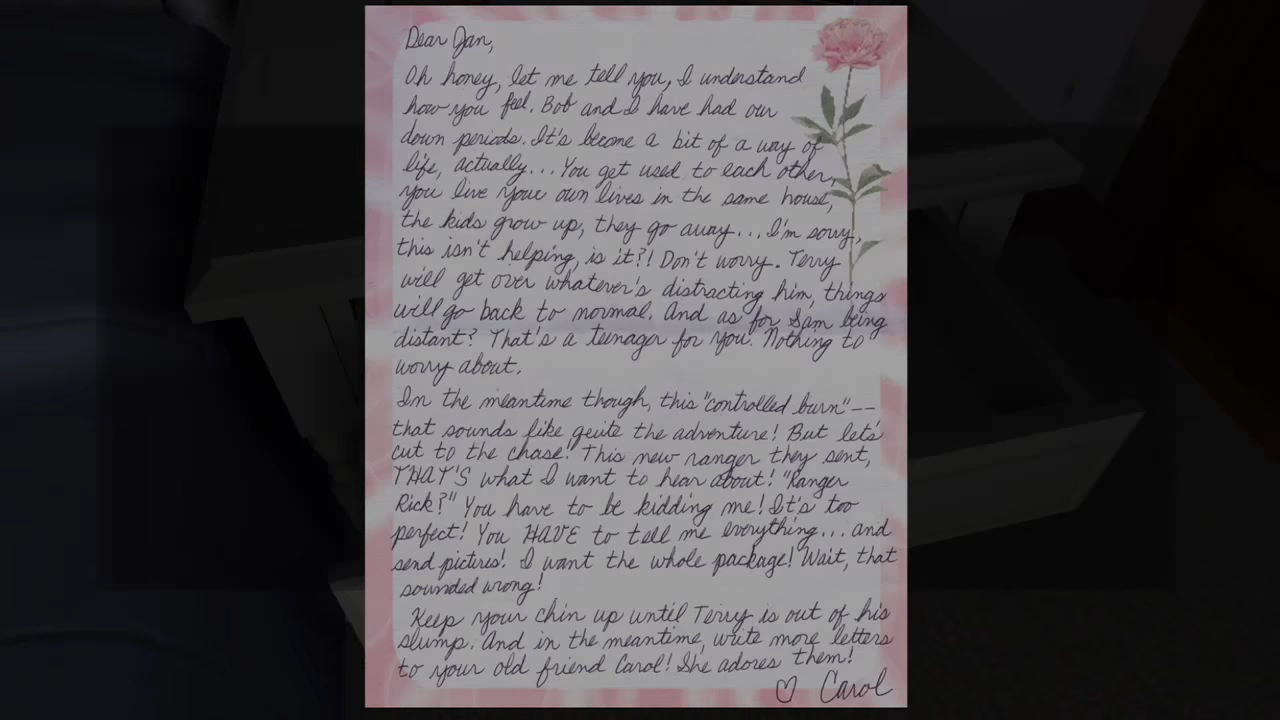 Dear Jan,
Oh honey, let me tell you, I understand
how you feel. Bob and I have had our
down periods. It's become a bit of a way of
life, actually... You get used to each other,
you live your own lives in the same house,
the kids grow up, they go away... I'm sorry,
this isn't helping, is it?! Don't worry. Terry
will get over whatever's distracting him, things
will go back to normal. And as for Sam being
distant? That's a teenager for you. Nothing to
worry about.
In the meantime though, this "controlled burn"--
that sounds like quite the adventure! But let's
cut to the chase! This new ranger they sent,
THAT'S what I want to hear about! "Ranger
Rick?" You have to be kidding me! It's too
perfect! You HAVE to tell me everything... and
send pictures! I want the whole package! Wait, that
sounded wrong!
Keep your chin up until Terry is out of his
slump. And in the meantime, write more letters
to your old friend Carol! She adores them!
♡ Carol